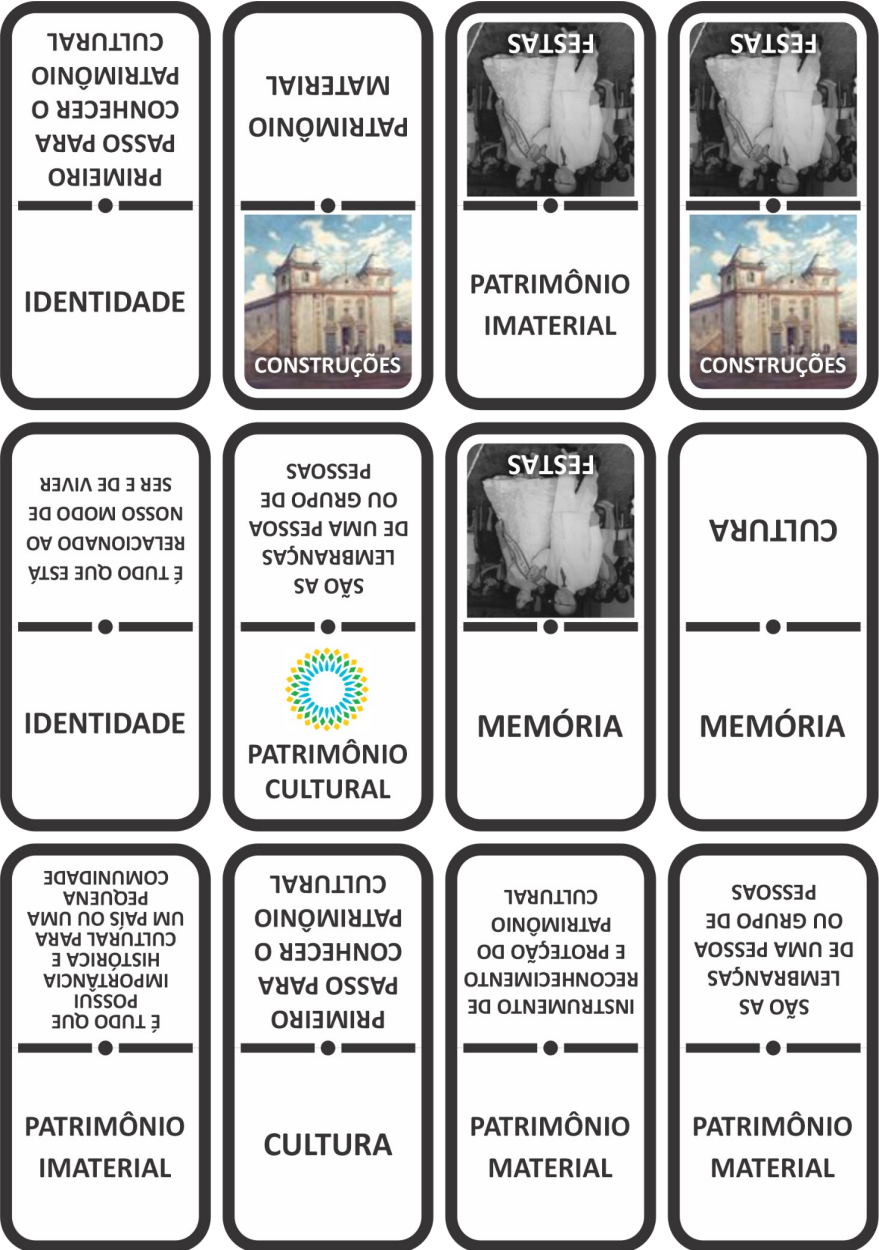 PRIMEIRO
PASSO PARA
CONHECER O
PATRIMÔNIO
CULTURAL
IDENTIDADE
PATRIMÔNIO
MATERIAL
CONSTRUÇÕES
FESTAS
PATRIMÔNIO
IMATERIAL
FESTAS
CONSTRUÇÕES
É TUDO QUE ESTÁ
RELACIONADO AO
NOSSO MODO DE
SER E DE VIVER
IDENTIDADE
SÃO AS
LEMBRANÇAS
DE UMA PESSOA
OU GRUPO DE
PESSOAS
PATRIMÔNIO
CULTURAL
FESTAS
MEMÓRIA
CULTURA
MEMÓRIA
É TUDO QUE
POSSUI
IMPORTÂNCIA
HISTÓRICA E
CULTURAL PARA
UM PAÍS OU UMA
PEQUENA
COMUNIDADE
PATRIMÔNIO
IMATERIAL
PRIMEIRO
PASSO PARA
CONHECER O
PATRIMÔNIO
CULTURAL
CULTURA
INSTRUMENTO DE
RECONHECIMENTO
E PROTEÇÃO DO
PATRIMÔNIO
CULTURAL
PATRIMÔNIO
MATERIAL
SÃO AS
LEMBRANÇAS
DE UMA PESSOA
OU GRUPO DE
PESSOAS
PATRIMÔNIO
MATERIAL